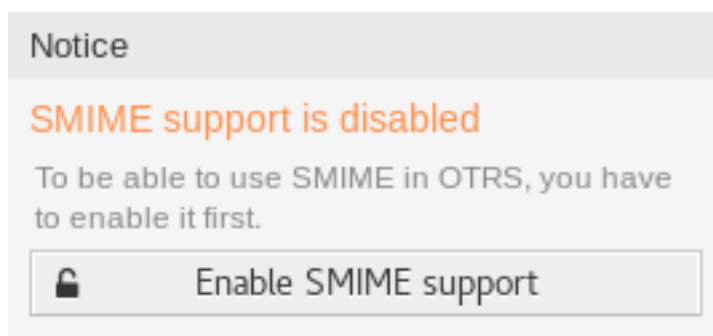 Notice
SMIME support is disabled
To be able to use SMIME in OTRS, you have
to enable it first.
Enable SMIME support